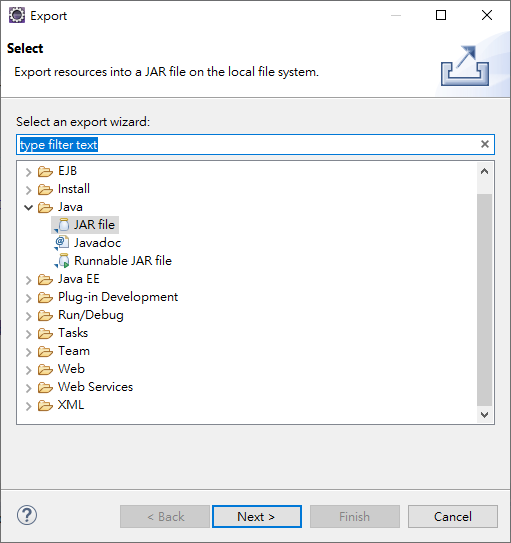 Export
Select
Export resources into a JAR file on the local file system.
Select an export wizard:
type filter text
EJB
Install
Java
JAR file
Javadoc
Runnable JAR file
Java EE
Plug-in Development
Run/Debug
Tasks
Team
Web
Web Services
XML
< Back Next > Finish Cancel